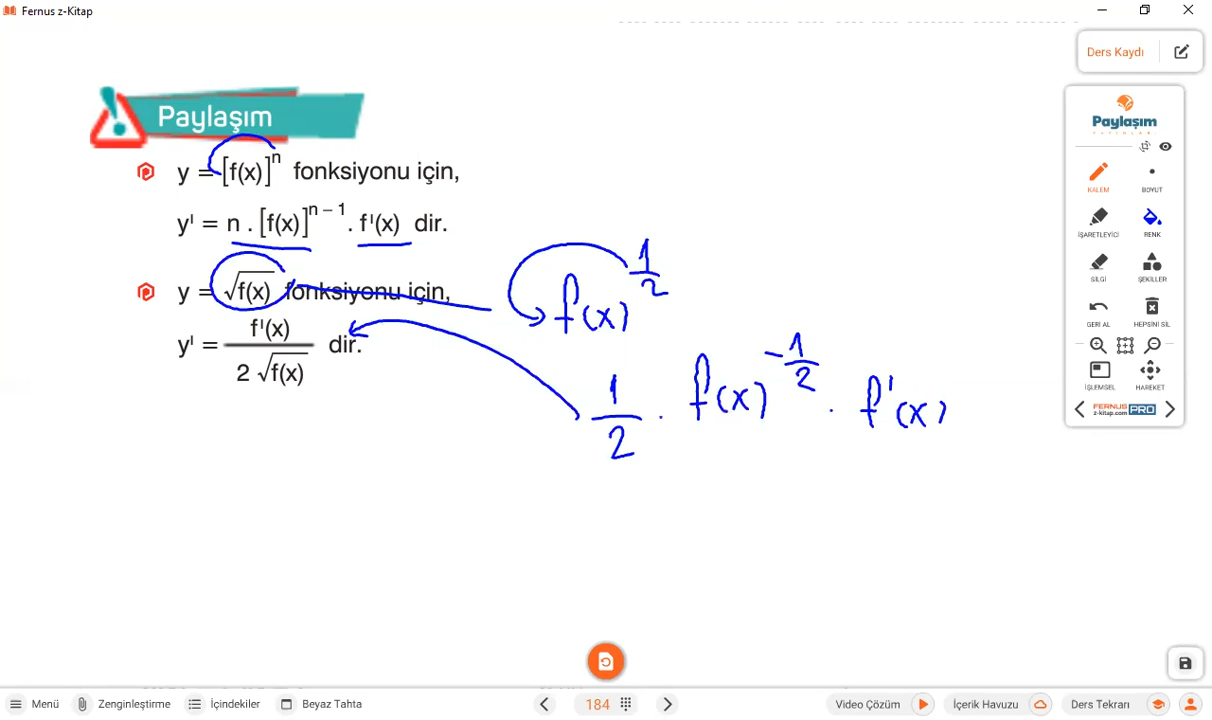 Fernus z-Kitap
Ders Kaydı
Paylaşım
Paylaşım
YAYINLARI
y = [f(x)]ⁿ fonksiyonu için,
KALEM
BOYUT
y' = n . [f(x)]ⁿ⁻¹ . f'(x) dir.
İŞARETLEYİCİ
RENK
y = √f(x) fonksiyonu için,
f(x)^1/2
SİLGİ
ŞEKİLLER
y' = f'(x) / 2√f(x) dir.
GERİ AL
HEPSİNİ SİL
1/2 . f(x)^-1/2 . f'(x)
İŞLEMSEL
HAREKET
FERNUS
z-kitap.com
PRO
Menü
Zenginleştirme
İçindekiler
Beyaz Tahta
184
Video Çözüm
İçerik Havuzu
Ders Tekrarı